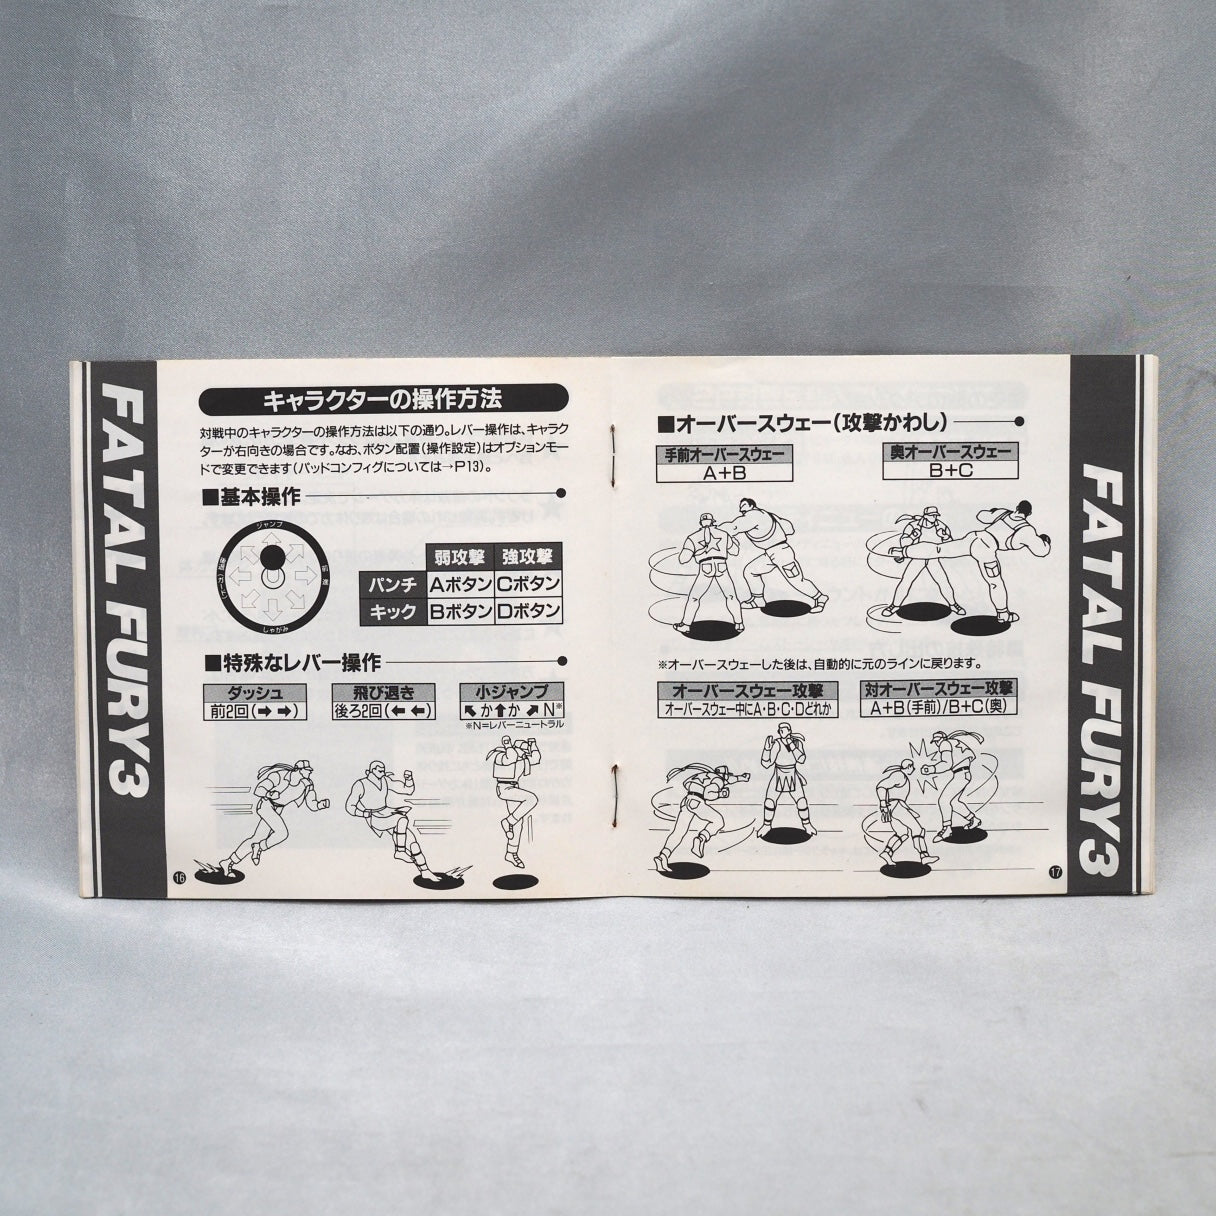 FATAL FURY 3
キャラクターの操作方法
対戦中のキャラクターの操作方法は以下の通り。レバー操作は、キャラク
ターが右向きの場合です。なお、ボタン配置(操作設定)はオプションモー
ドで変更できます(パッドコンフィグについては→P13)。
■基本操作
ジャンプ
後退(ガード)
前進
しゃがみ
弱攻撃 強攻撃
パンチ Aボタン Cボタン
キック Bボタン Dボタン
■特殊なレバー操作
ダッシュ
前2回(➡ ➡)
飛び退き
後ろ2回(⬅ ⬅)
小ジャンプ
⬉か⬆か⬈N※
※N=レバーニュートラル
16
■オーバースウェー(攻撃かわし)
手前オーバースウェー
A+B
奥オーバースウェー
B+C
※オーバースウェーした後は、自動的に元のラインに戻ります。
オーバースウェー攻撃
オーバースウェー中にA・B・C・Dどれか
対オーバースウェー攻撃
A+B(手前)/B+C(奥)
17
FATAL FURY 3